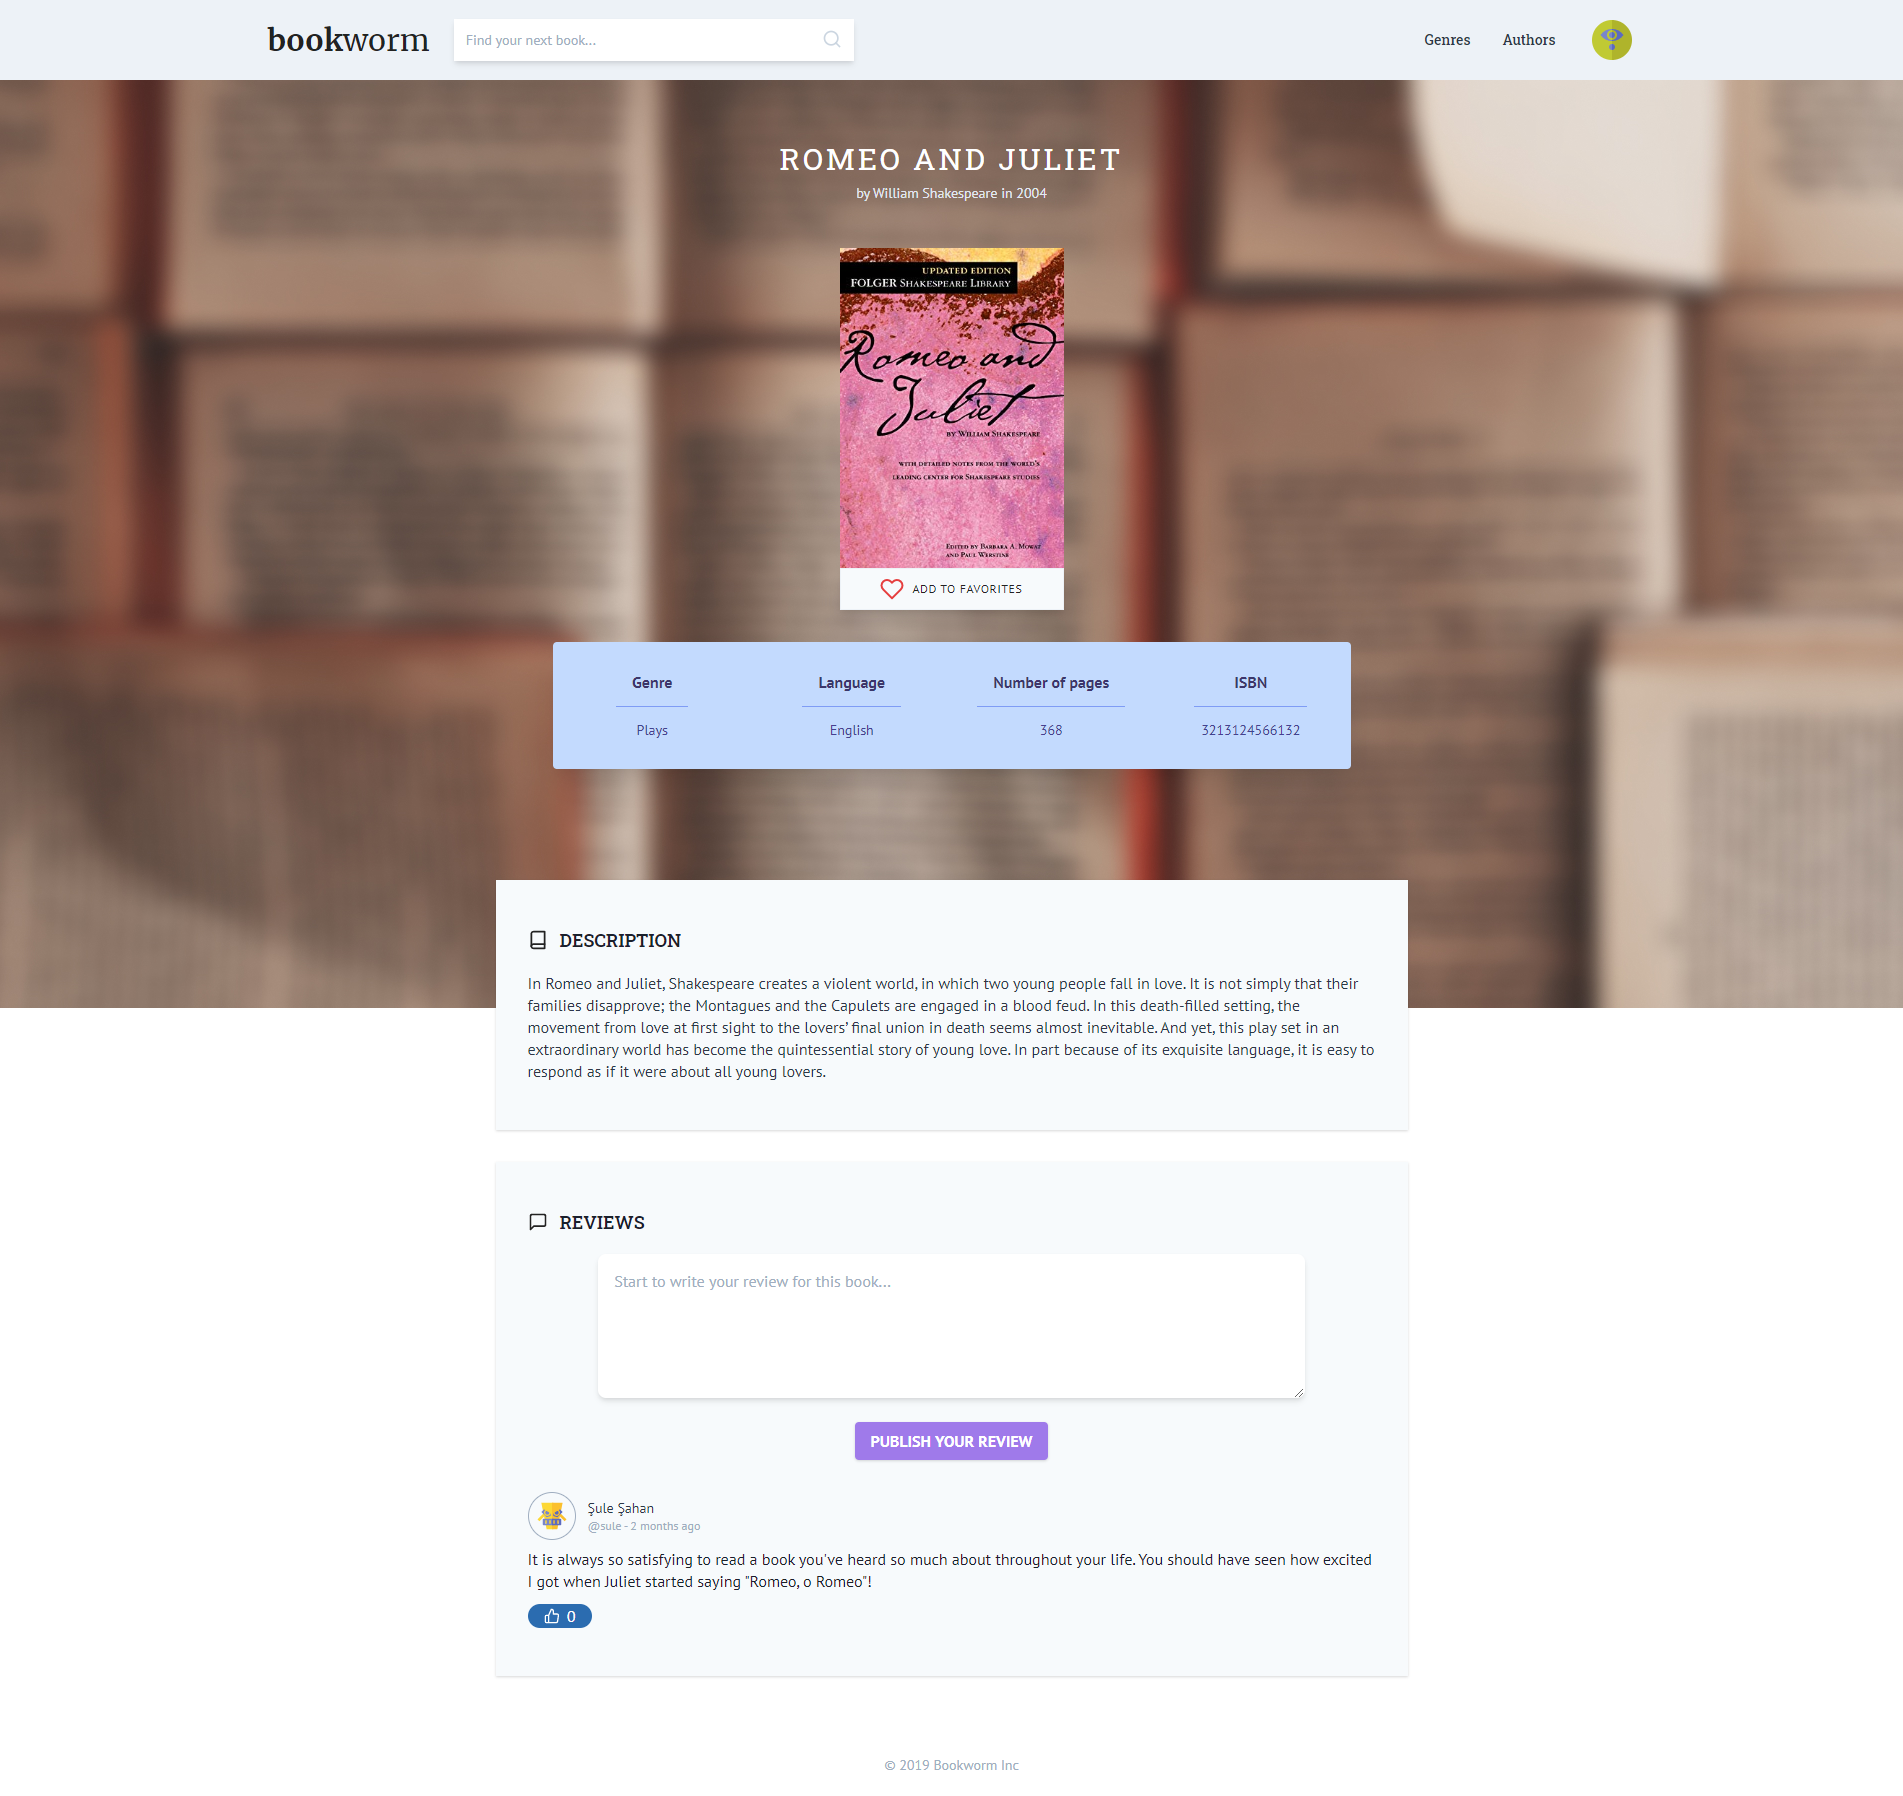 bookworm
Find your next book...
Genres
Authors
ROMEO AND JULIET
by William Shakespeare in 2004
UPDATED EDITION
FOLGER SHAKESPEARE LIBRARY
Romeo and
Juliet
BY WILLIAM SHAKESPEARE
WITH DETAILED NOTES FROM THE WORLD'S
LEADING CENTER FOR SHAKESPEARE STUDIES
EDITED BY BARBARA A. MOWAT
AND PAUL WERSTINE
ADD TO FAVORITES
Genre Language Number of pages ISBN
Plays English 368 3213124566132
DESCRIPTION
In Romeo and Juliet, Shakespeare creates a violent world, in which two young people fall in love. It is not simply that their
families disapprove; the Montagues and the Capulets are engaged in a blood feud. In this death-filled setting, the
movement from love at first sight to the lovers’ final union in death seems almost inevitable. And yet, this play set in an
extraordinary world has become the quintessential story of young love. In part because of its exquisite language, it is easy to
respond as if it were about all young lovers.
REVIEWS
Start to write your review for this book...
PUBLISH YOUR REVIEW
Şule Şahan
@sule - 2 months ago
It is always so satisfying to read a book you've heard so much about throughout your life. You should have seen how excited
I got when Juliet started saying "Romeo, o Romeo"!
0
© 2019 Bookworm Inc